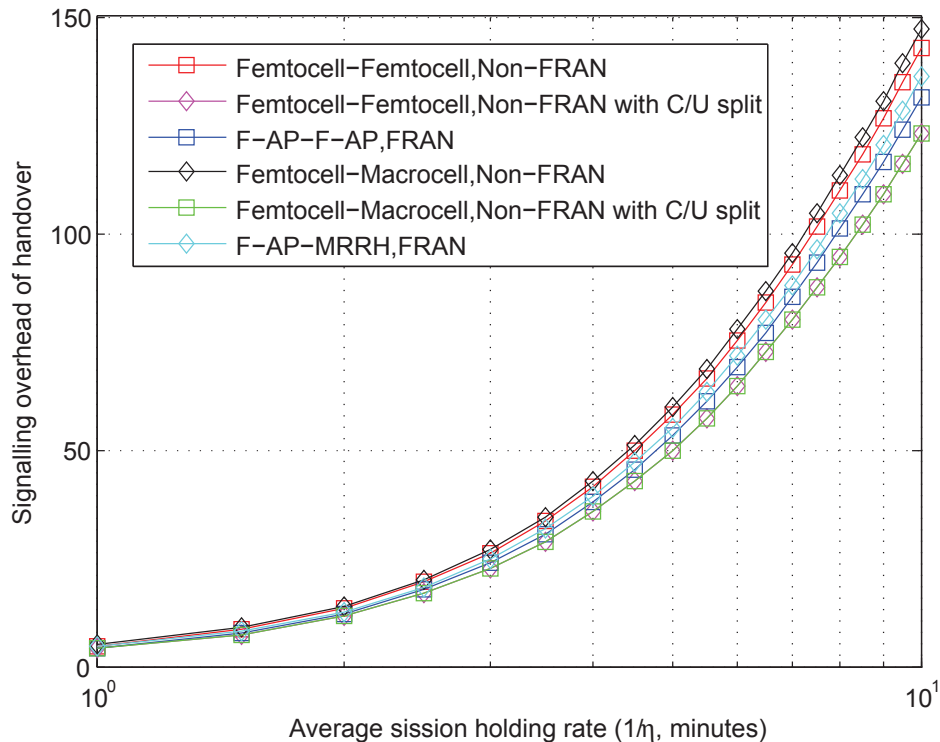 150
100
50
0
Signalling overhead of handover
Femtocell−Femtocell,Non−FRAN
Femtocell−Femtocell,Non−FRAN with C/U split
F−AP−F−AP,FRAN
Femtocell−Macrocell,Non−FRAN
Femtocell−Macrocell,Non−FRAN with C/U split
F−AP−MRRH,FRAN
10^0
10^1
Average sission holding rate (1/η, minutes)